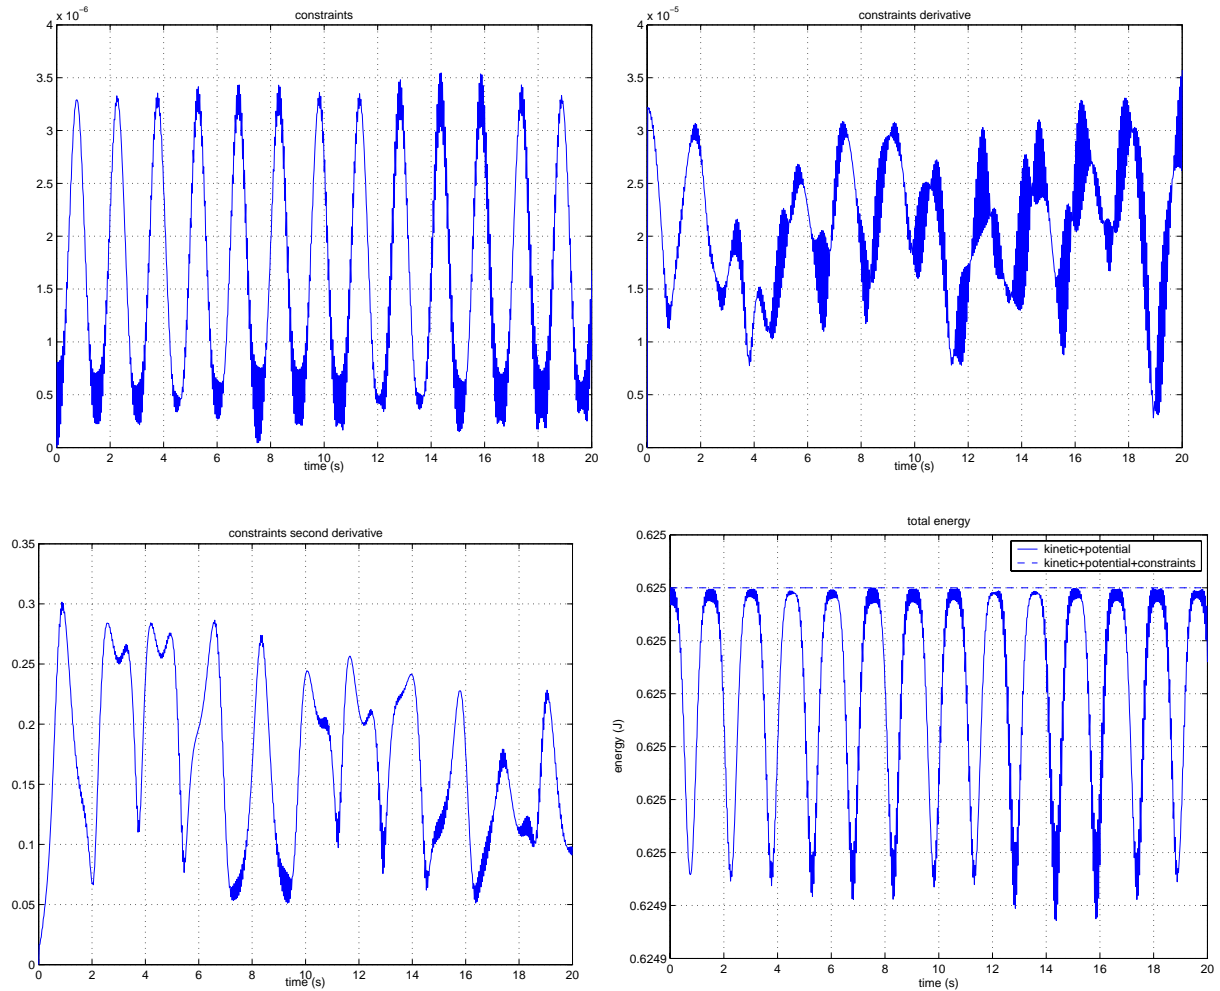 constraints
x 10^-6
4
3.5
3
2.5
2
1.5
1
0.5
0
0 2 4 6 8 10 12 14 16 18 20
time (s)
constraints derivative
x 10^-5
4
3.5
3
2.5
2
1.5
1
0.5
0
0 2 4 6 8 10 12 14 16 18 20
time (s)
constraints second derivative
0.35
0.3
0.25
0.2
0.15
0.1
0.05
0
0 2 4 6 8 10 12 14 16 18 20
time (s)
total energy
kinetic+potential
kinetic+potential+constraints
0.625
0.625
0.625
0.625
0.625
0.625
0.625
0.6249
0.6249
energy (J)
0 2 4 6 8 10 12 14 16 18 20
time (s)